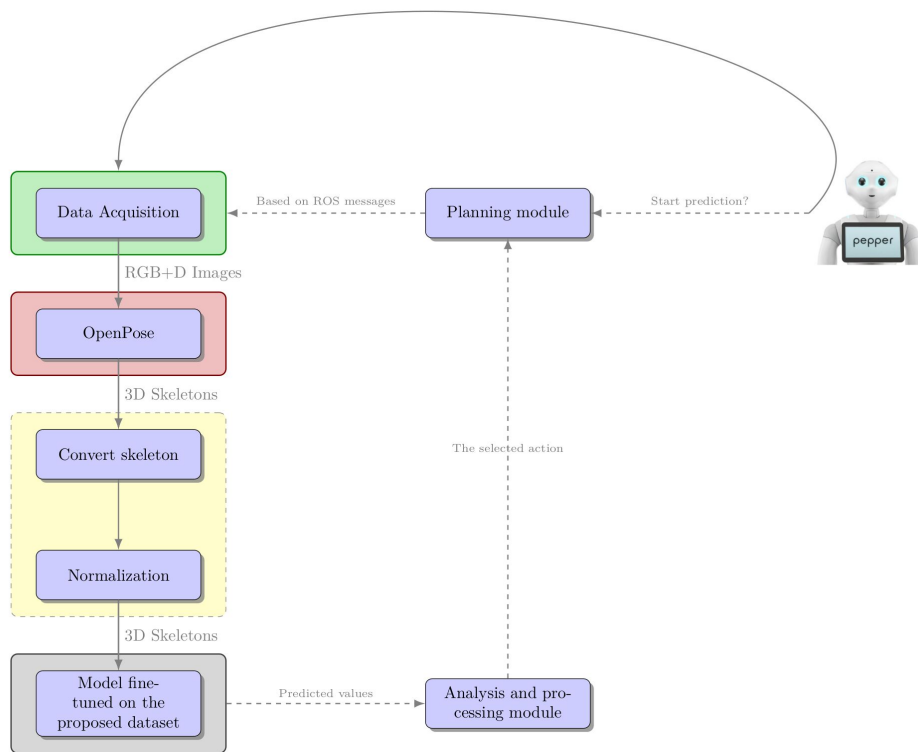 Data Acquisition
Based on ROS messages
Planning module
Start prediction?
pepper
RGB+D Images
OpenPose
3D Skeletons
Convert skeleton
The selected action
Normalization
3D Skeletons
Model fine-
tuned on the
proposed dataset
Predicted values
Analysis and pro-
cessing module